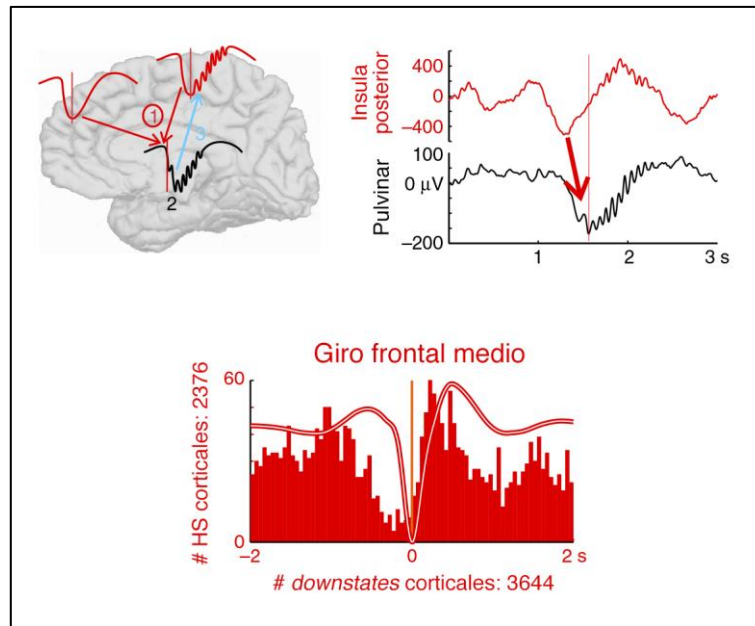 1
3
2
Insula
posterior
400
0
−400
Pulvinar
100
0 µV
−200
1
2
3 s
Giro frontal medio
# HS corticales: 2376
60
0
−2
0
2 s
# downstates corticales: 3644